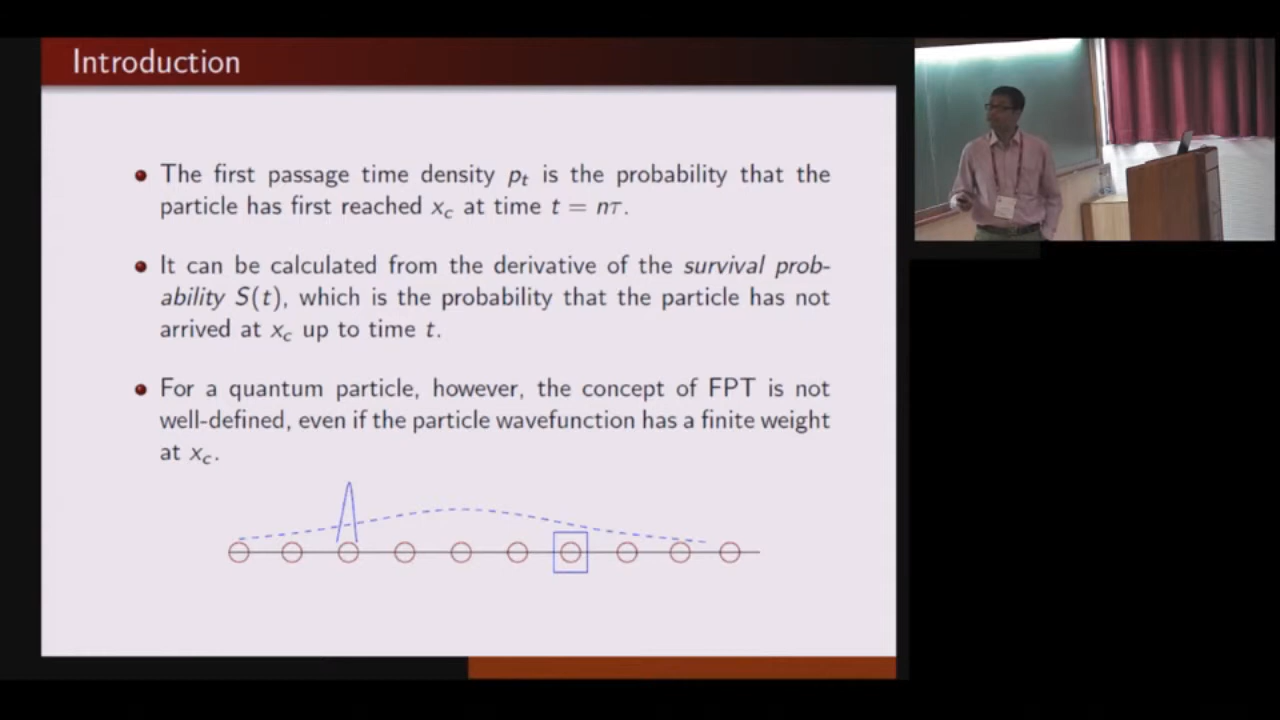 Introduction
The first passage time density pₜ is the probability that the
particle has first reached x_c at time t = nτ.
It can be calculated from the derivative of the survival prob-
ability S(t), which is the probability that the particle has not
arrived at x_c up to time t.
For a quantum particle, however, the concept of FPT is not
well-defined, even if the particle wavefunction has a finite weight
at x_c.